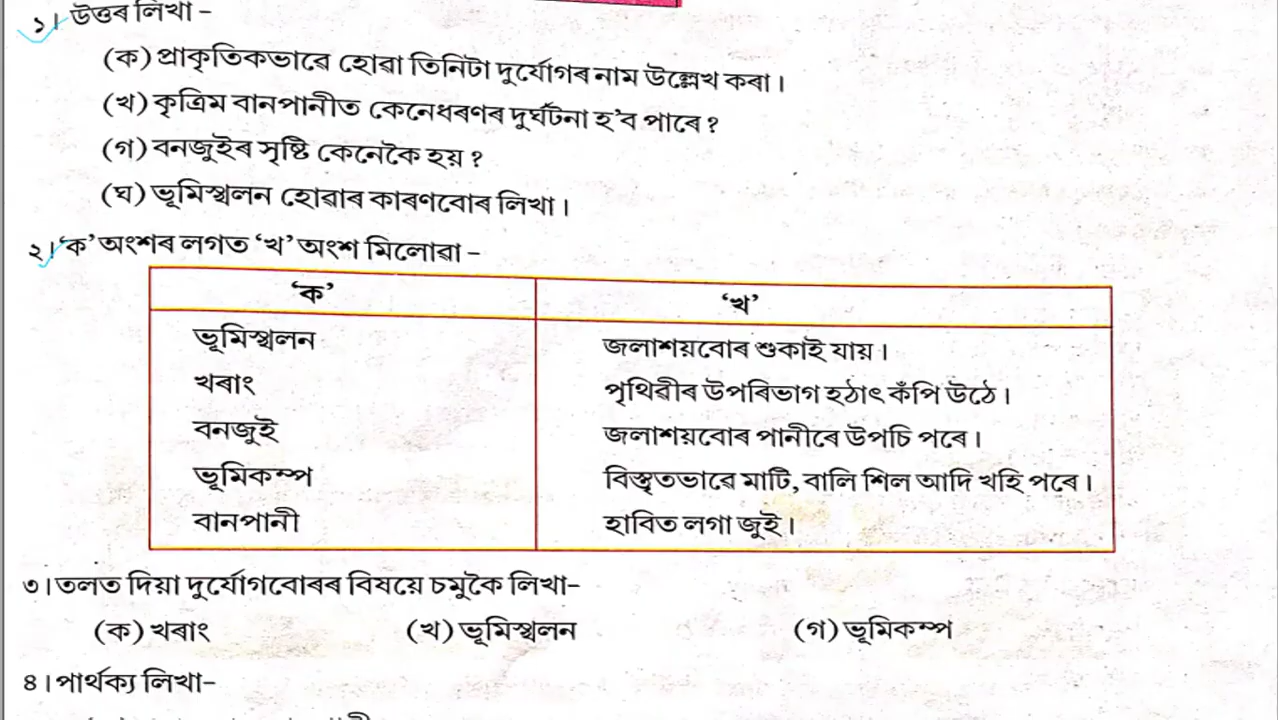 ১। উত্তৰ লিখা –
(ক) প্ৰাকৃতিকভাৱে হোৱা তিনিটা দুৰ্যোগৰ নাম উল্লেখ কৰা।
(খ) কৃত্ৰিম বানপানীত কেনেধৰণৰ দুৰ্ঘটনা হ’ব পাৰে?
(গ) বনজুইৰ সৃষ্টি কেনেকৈ হয়?
(ঘ) ভূমিস্খলন হোৱাৰ কাৰণবোৰ লিখা।
২। ‘ক’ অংশৰ লগত ‘খ’ অংশ মিলোৱা –
‘ক’ ‘খ’
ভূমিস্খলন জলাশয়বোৰ শুকাই যায়।
খৰাং পৃথিৱীৰ উপৰিভাগ হঠাৎ কঁপি উঠে।
বনজুই জলাশয়বোৰ পানীৰে উপচি পৰে।
ভূমিকম্প বিস্তৃতভাৱে মাটি, বালি শিল আদি খহি পৰে।
বানপানী হাবিত লগা জুই।
৩। তলত দিয়া দুৰ্যোগবোৰৰ বিষয়ে চমুকৈ লিখা–
(ক) খৰাং (খ) ভূমিস্খলন (গ) ভূমিকম্প
৪। পাৰ্থক্য লিখা–